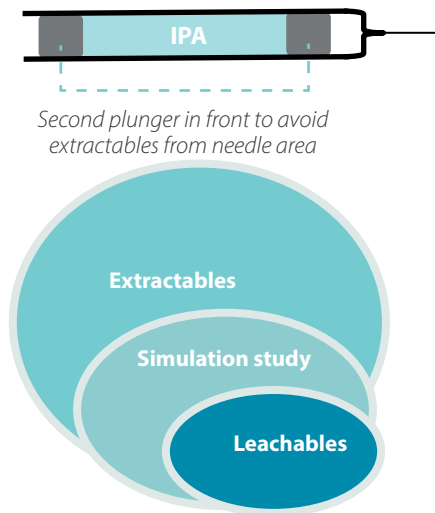 IPA
Second plunger in front to avoid
extractables from needle area
Extractables
Simulation study
Leachables